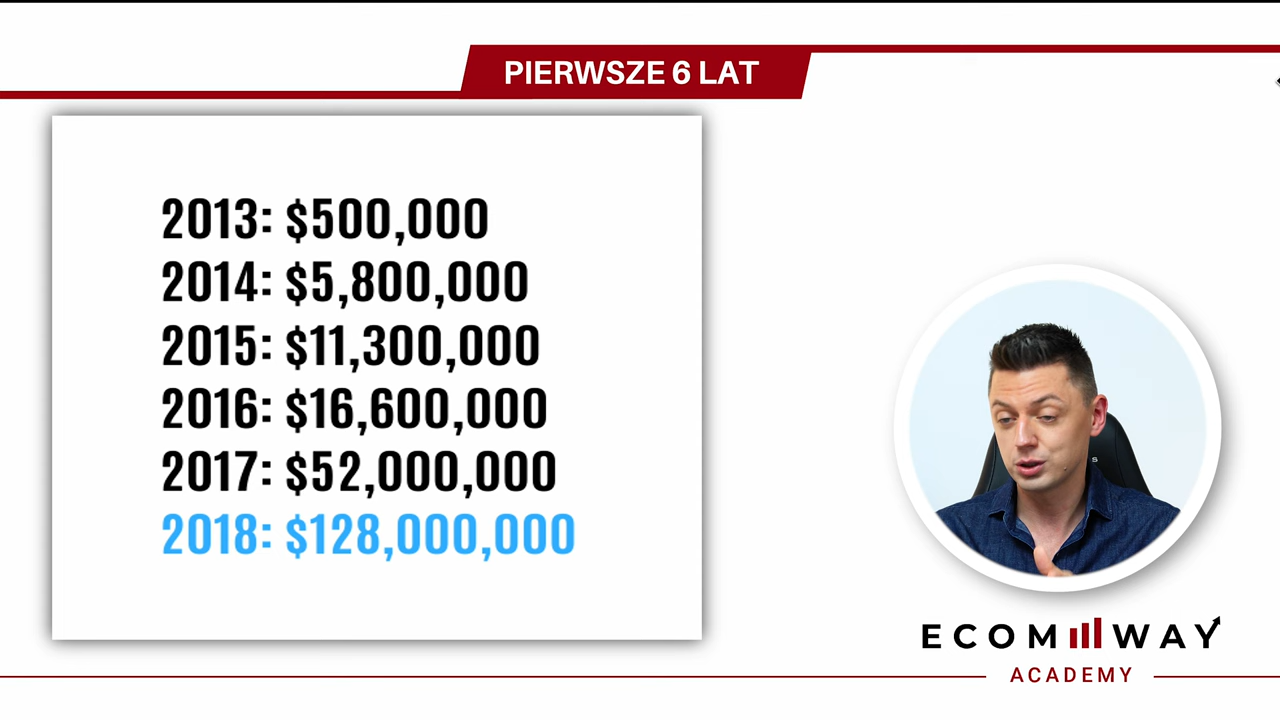 PIERWSZE 6 LAT
2013: $500,000
2014: $5,800,000
2015: $11,300,000
2016: $16,600,000
2017: $52,000,000
2018: $128,000,000
ECOM WAY
ACADEMY